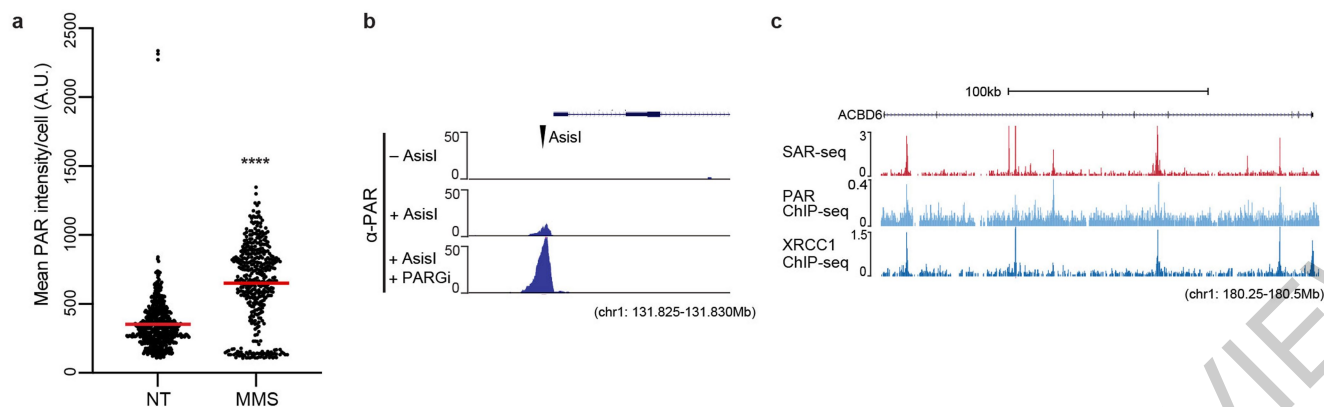 a
b
c
2500
2000
1500
1000
500
0
Mean PAR intensity/cell (A.U.)
****
NT
MMS
AsisI
α-PAR
– AsisI
50
0
+ AsisI
50
0
+ AsisI
+ PARGi
50
0
(chr1: 131.825-131.830Mb)
100kb
ACBD6
SAR-seq
3
0
PAR
ChIP-seq
0.4
0
XRCC1
ChIP-seq
1.5
0
(chr1: 180.25-180.5Mb)